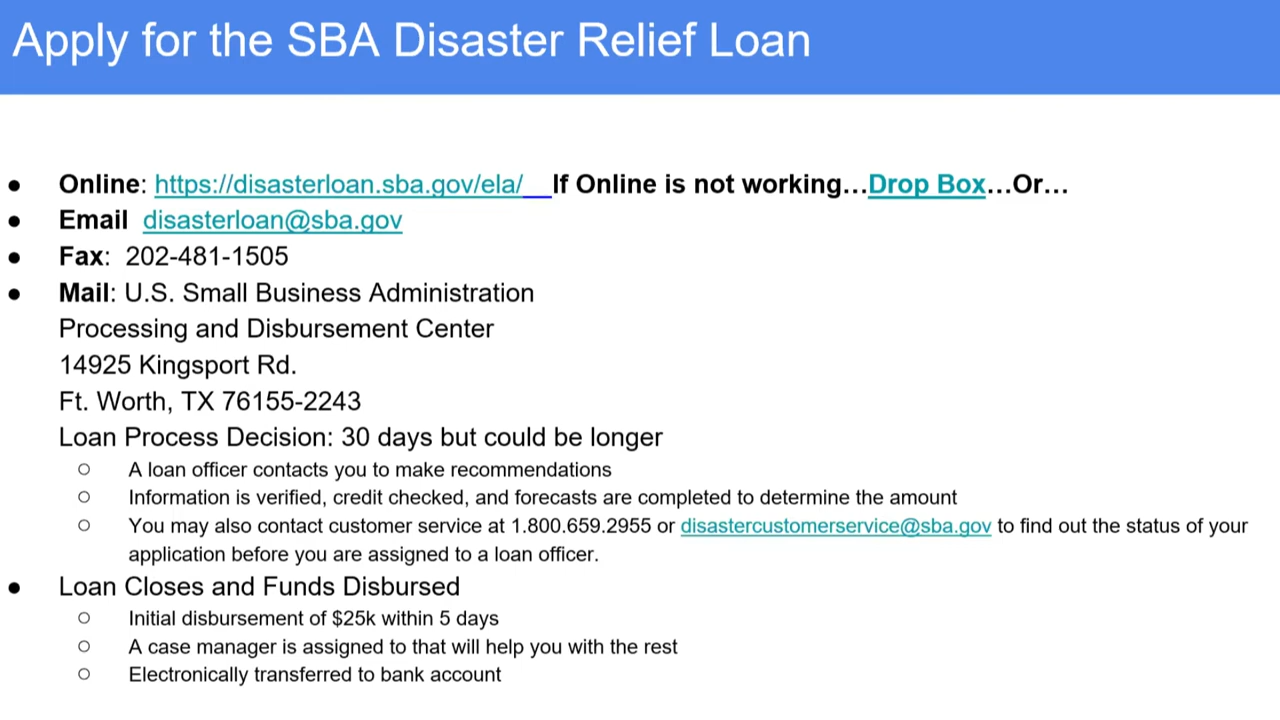 Apply for the SBA Disaster Relief Loan
● Online: https://disasterloan.sba.gov/ela/__If Online is not working…Drop Box…Or…
● Email disasterloan@sba.gov
● Fax: 202-481-1505
● Mail: U.S. Small Business Administration
Processing and Disbursement Center
14925 Kingsport Rd.
Ft. Worth, TX 76155-2243
Loan Process Decision: 30 days but could be longer
○ A loan officer contacts you to make recommendations
○ Information is verified, credit checked, and forecasts are completed to determine the amount
○ You may also contact customer service at 1.800.659.2955 or disastercustomerservice@sba.gov to find out the status of your
application before you are assigned to a loan officer.
● Loan Closes and Funds Disbursed
○ Initial disbursement of $25k within 5 days
○ A case manager is assigned to that will help you with the rest
○ Electronically transferred to bank account